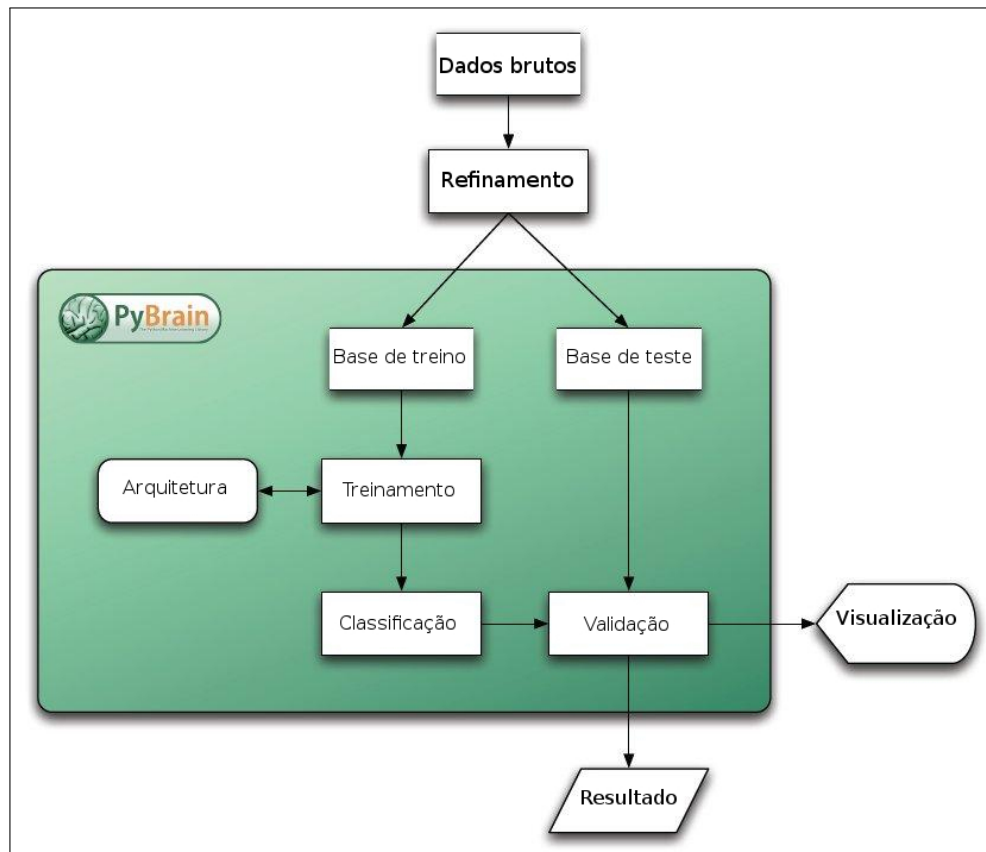 Dados brutos
Refinamento
PyBrain
Base de treino
Base de teste
Arquitetura
Treinamento
Classificação
Validação
Visualização
Resultado